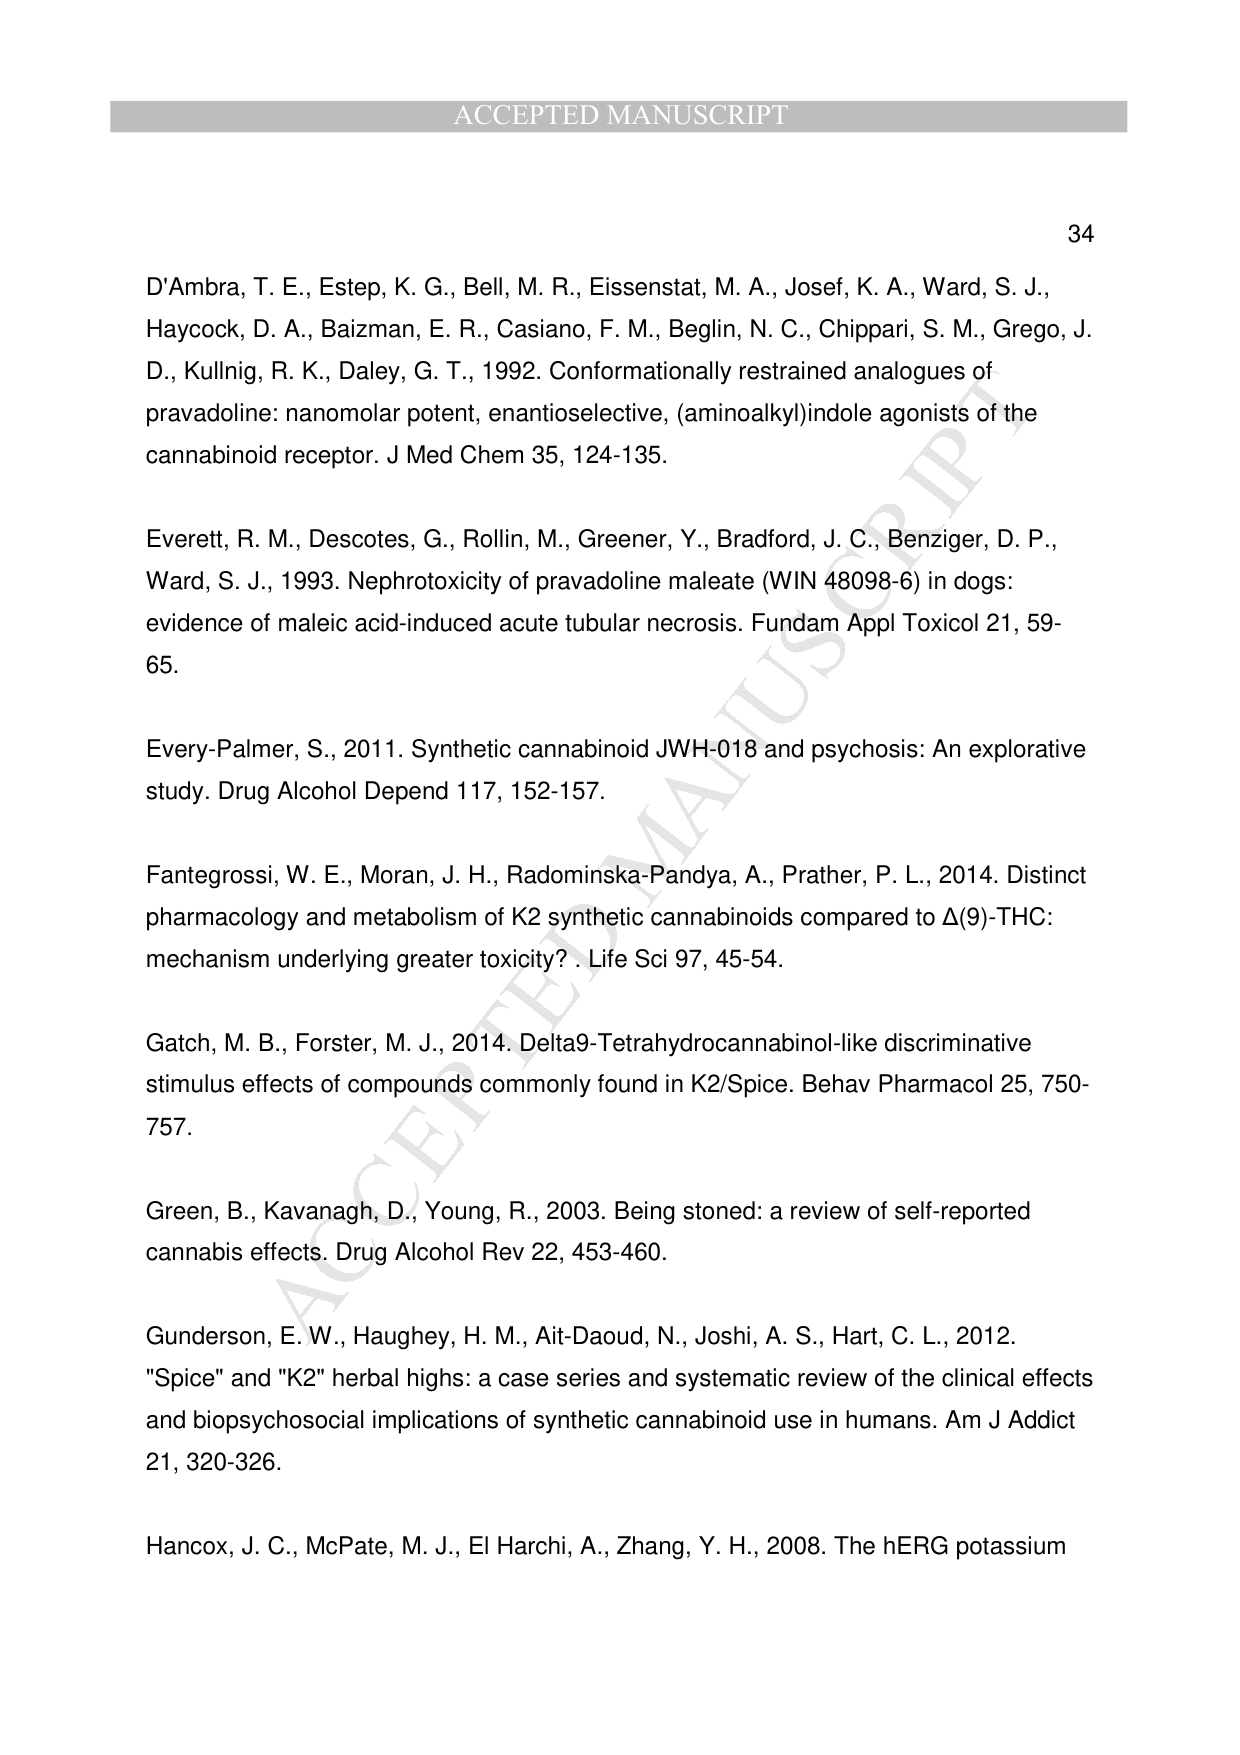 ACCEPTED MANUSCRIPT
34
D'Ambra, T. E., Estep, K. G., Bell, M. R., Eissenstat, M. A., Josef, K. A., Ward, S. J.,
Haycock, D. A., Baizman, E. R., Casiano, F. M., Beglin, N. C., Chippari, S. M., Grego, J.
D., Kullnig, R. K., Daley, G. T., 1992. Conformationally restrained analogues of
pravadoline: nanomolar potent, enantioselective, (aminoalkyl)indole agonists of the
cannabinoid receptor. J Med Chem 35, 124-135.
Everett, R. M., Descotes, G., Rollin, M., Greener, Y., Bradford, J. C., Benziger, D. P.,
Ward, S. J., 1993. Nephrotoxicity of pravadoline maleate (WIN 48098-6) in dogs:
evidence of maleic acid-induced acute tubular necrosis. Fundam Appl Toxicol 21, 59-
65.
Every-Palmer, S., 2011. Synthetic cannabinoid JWH-018 and psychosis: An explorative
study. Drug Alcohol Depend 117, 152-157.
Fantegrossi, W. E., Moran, J. H., Radominska-Pandya, A., Prather, P. L., 2014. Distinct
pharmacology and metabolism of K2 synthetic cannabinoids compared to Δ(9)-THC:
mechanism underlying greater toxicity? . Life Sci 97, 45-54.
Gatch, M. B., Forster, M. J., 2014. Delta9-Tetrahydrocannabinol-like discriminative
stimulus effects of compounds commonly found in K2/Spice. Behav Pharmacol 25, 750-
757.
Green, B., Kavanagh, D., Young, R., 2003. Being stoned: a review of self-reported
cannabis effects. Drug Alcohol Rev 22, 453-460.
Gunderson, E. W., Haughey, H. M., Ait-Daoud, N., Joshi, A. S., Hart, C. L., 2012.
"Spice" and "K2" herbal highs: a case series and systematic review of the clinical effects
and biopsychosocial implications of synthetic cannabinoid use in humans. Am J Addict
21, 320-326.
Hancox, J. C., McPate, M. J., El Harchi, A., Zhang, Y. H., 2008. The hERG potassium
ACCEPTED MANUSCRIPT